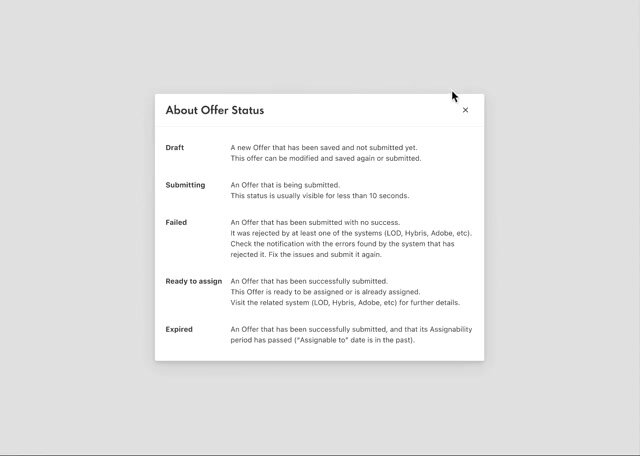 About Offer Status
Draft
A new Offer that has been saved and not submitted yet.
This offer can be modified and saved again or submitted.
Submitting
An Offer that is being submitted.
This status is usually visible for less than 10 seconds.
Failed
An Offer that has been submitted with no success.
It was rejected by at least one of the systems (LOD, Hybris, Adobe, etc).
Check the notification with the errors found by the system that has
rejected it. Fix the issues and submit it again.
Ready to assign
An Offer that has been successfully submitted.
This Offer is ready to be assigned or is already assigned.
Visit the related system (LOD, Hybris, Adobe, etc) for further details.
Expired
An Offer that has been successfully submitted, and that its Assignability
period has passed ("Assignable to" date is in the past).